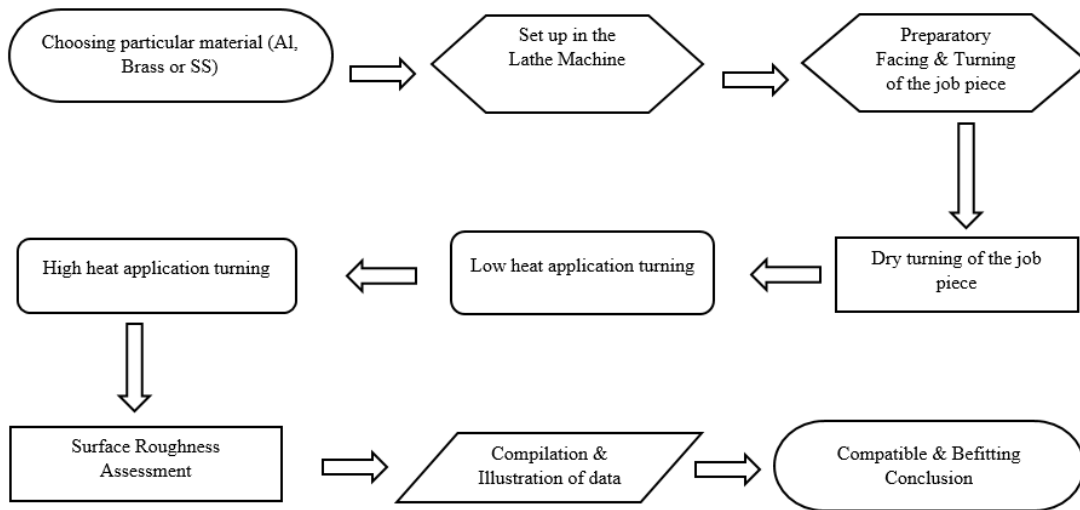 Choosing particular material (Al,
Brass or SS)
Set up in the
Lathe Machine
Preparatory
Facing & Turning
of the job piece
Dry turning of the job
piece
Low heat application turning
High heat application turning
Surface Roughness
Assessment
Compilation &
Illustration of data
Compatible & Befitting
Conclusion